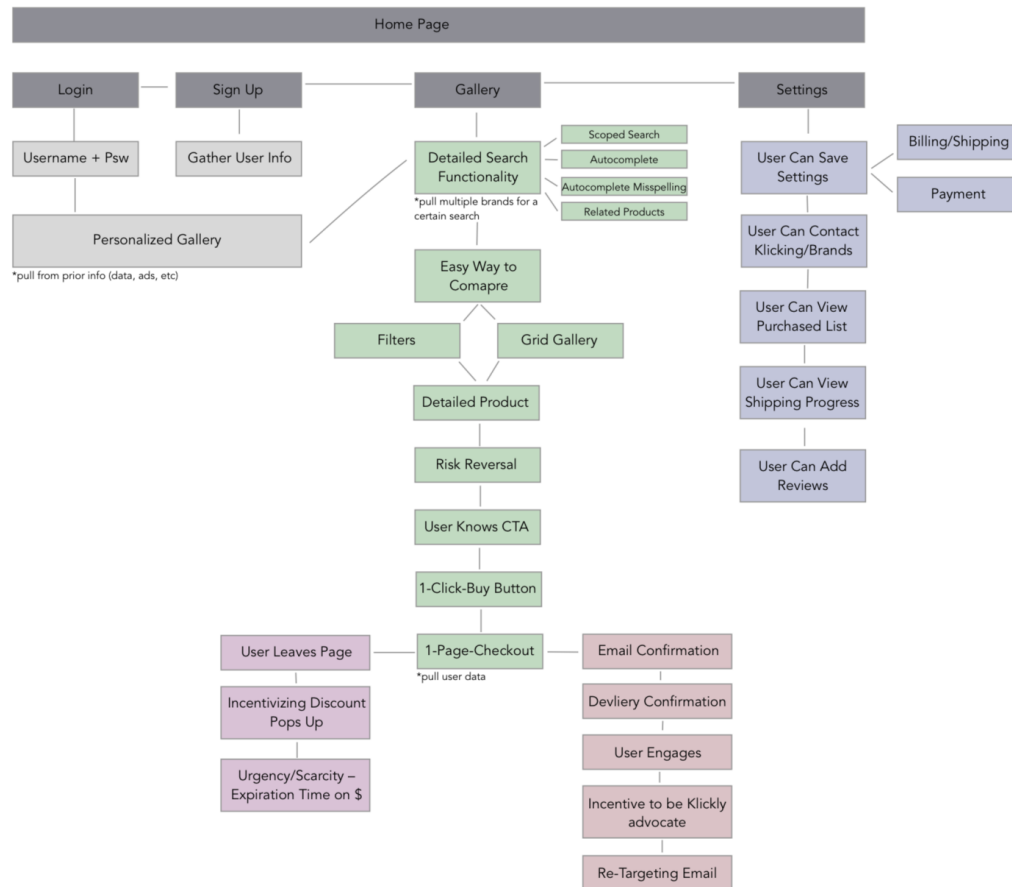 Home Page
Login
Sign Up
Gallery
Settings
Username + Psw
Gather User Info
Personalized Gallery
*pull from prior info (data, ads, etc)
Detailed Search
Functionality
*pull multiple brands for a
certain search
Scoped Search
Autocomplete
Autocomplete Misspelling
Related Products
Easy Way to
Comapre
Filters
Grid Gallery
Detailed Product
Risk Reversal
User Knows CTA
1-Click-Buy Button
1-Page-Checkout
*pull user data
User Leaves Page
Incentivizing Discount
Pops Up
Urgency/Scarcity –
Expiration Time on $
Email Confirmation
Devliery Confirmation
User Engages
Incentive to be Klickly
advocate
Re-Targeting Email
User Can Save
Settings
Billing/Shipping
Payment
User Can Contact
Klicking/Brands
User Can View
Purchased List
User Can View
Shipping Progress
User Can Add
Reviews